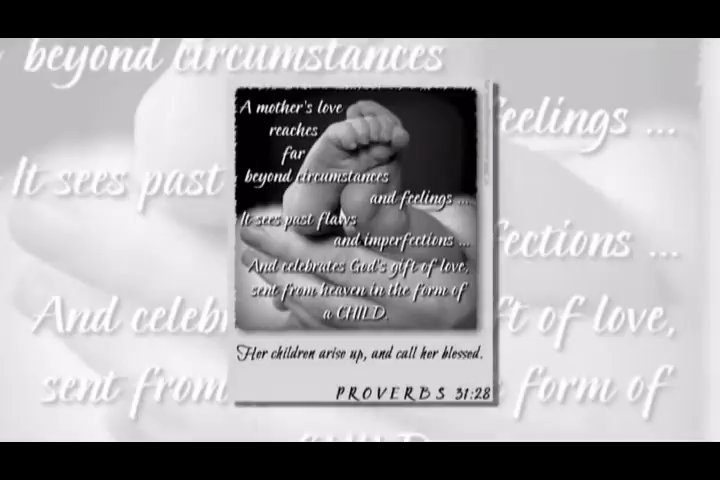 beyond circumstances
feelings ...
It sees past
And celeb
ft of love,
sent from
form of
CHILD
A mother's love
reaches
far
beyond circumstances
and feelings ...
It sees past flaws
and imperfections ...
And celebrates God's gift of love,
sent from heaven in the form of
a CHILD.
Her children arise up, and call her blessed.
PROVERBS 31:28